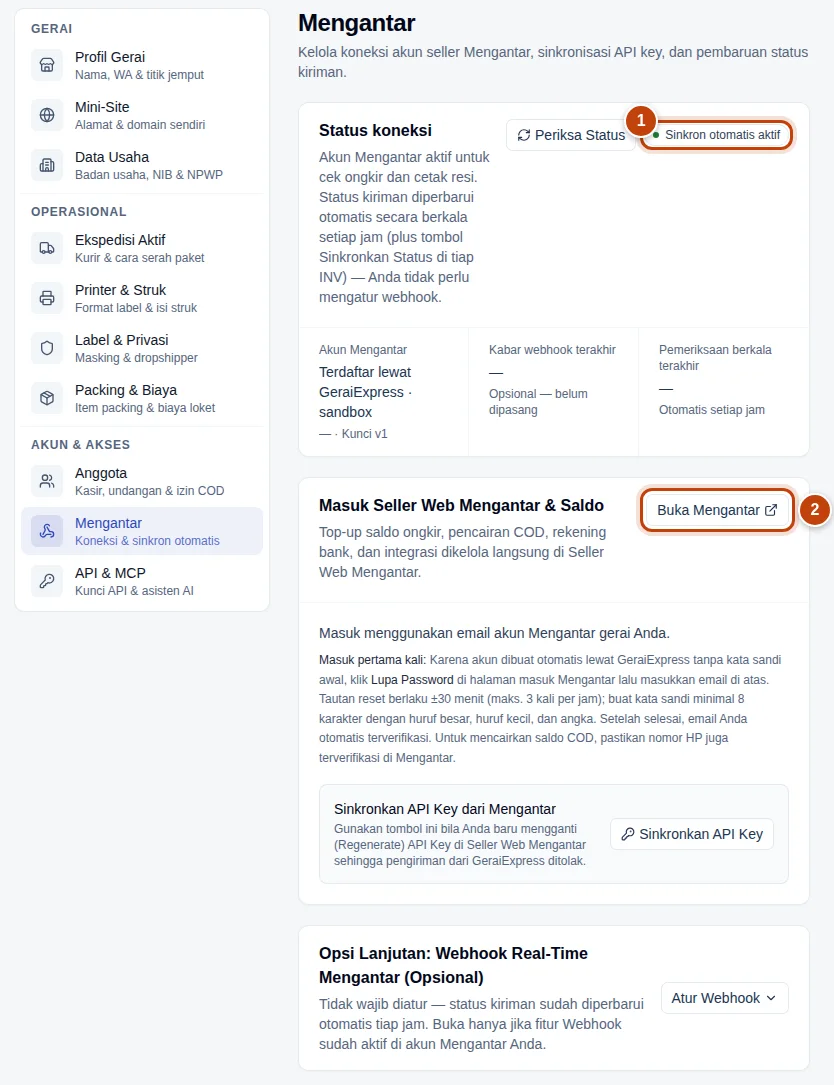 GERAI
Profil Gerai
Nama, WA & titik jemput
Mini-Site
Alamat & domain sendiri
Data Usaha
Badan usaha, NIB & NPWP
OPERASIONAL
Ekspedisi Aktif
Kurir & cara serah paket
Printer & Struk
Format label & isi struk
Label & Privasi
Masking & dropshipper
Packing & Biaya
Item packing & biaya loket
AKUN & AKSES
Anggota
Kasir, undangan & izin COD
Mengantar
Koneksi & sinkron otomatis
API & MCP
Kunci API & asisten AI
Mengantar
Kelola koneksi akun seller Mengantar, sinkronisasi API key, dan pembaruan status
kiriman.
Status koneksi
Akun Mengantar aktif untuk
cek ongkir dan cetak resi.
Status kiriman diperbarui
otomatis secara berkala
setiap jam (plus tombol
Sinkronkan Status di tiap
INV) — Anda tidak perlu
mengatur webhook.
Periksa Status
1
Sinkron otomatis aktif
Akun Mengantar
Terdaftar lewat
GeraiExpress ·
sandbox
— · Kunci v1
Kabar webhook terakhir
—
Opsional — belum
dipasang
Pemeriksaan berkala
terakhir
—
Otomatis setiap jam
Masuk Seller Web Mengantar & Saldo
Top-up saldo ongkir, pencairan COD, rekening
bank, dan integrasi dikelola langsung di Seller
Web Mengantar.
Buka Mengantar
2
Masuk menggunakan email akun Mengantar gerai Anda.
Masuk pertama kali: Karena akun dibuat otomatis lewat GeraiExpress tanpa kata sandi
awal, klik Lupa Password di halaman masuk Mengantar lalu masukkan email di atas.
Tautan reset berlaku ±30 menit (maks. 3 kali per jam); buat kata sandi minimal 8
karakter dengan huruf besar, huruf kecil, dan angka. Setelah selesai, email Anda
otomatis terverifikasi. Untuk mencairkan saldo COD, pastikan nomor HP juga
terverifikasi di Mengantar.
Sinkronkan API Key dari Mengantar
Gunakan tombol ini bila Anda baru mengganti
(Regenerate) API Key di Seller Web Mengantar
sehingga pengiriman dari GeraiExpress ditolak.
Sinkronkan API Key
Opsi Lanjutan: Webhook Real-Time
Mengantar (Opsional)
Tidak wajib diatur — status kiriman sudah diperbarui
otomatis tiap jam. Buka hanya jika fitur Webhook
sudah aktif di akun Mengantar Anda.
Atur Webhook